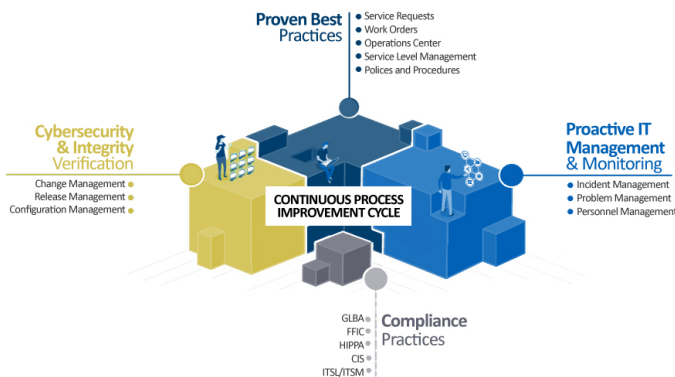 Proven Best
Practices
Service Requests
Work Orders
Operations Center
Service Level Management
Polices and Procedures
Cybersecurity
& Integrity
Verification
Change Management
Release Management
Configuration Management
Proactive IT
Management
& Monitoring
Incident Management
Problem Management
Personnel Management
CONTINUOUS PROCESS
IMPROVEMENT CYCLE
Compliance
Practices
GLBA
FFIC
HIPPA
CIS
ITSL/ITSM